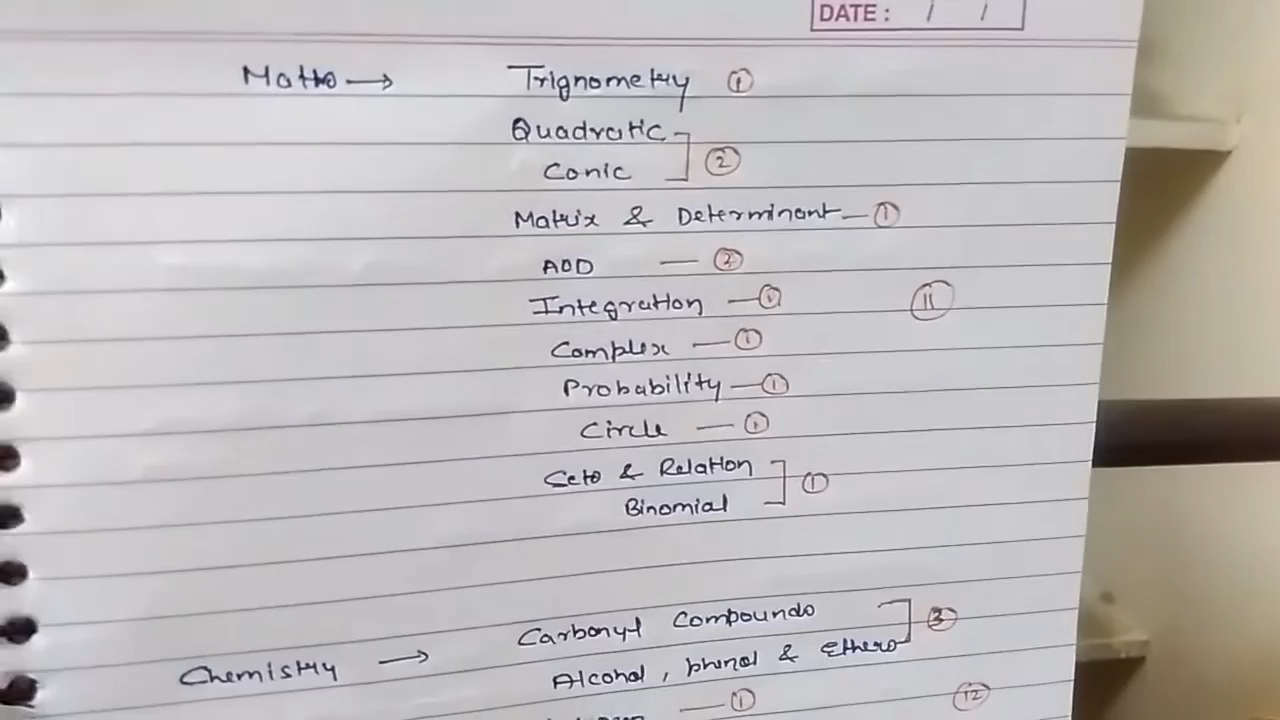 DATE : / /
Maths → Trignometry ①
Quadratic
Conic ②
Matrix & Determinant — ①
AOD — ②
Integration — ①
Complex — ①
⑪
Probability — ①
Circle — ①
Sets & Relation
Binomial ①
Chemistry → Carbonyl Compounds
Alcohol, phenol & Ethers ③
— ①
⑫